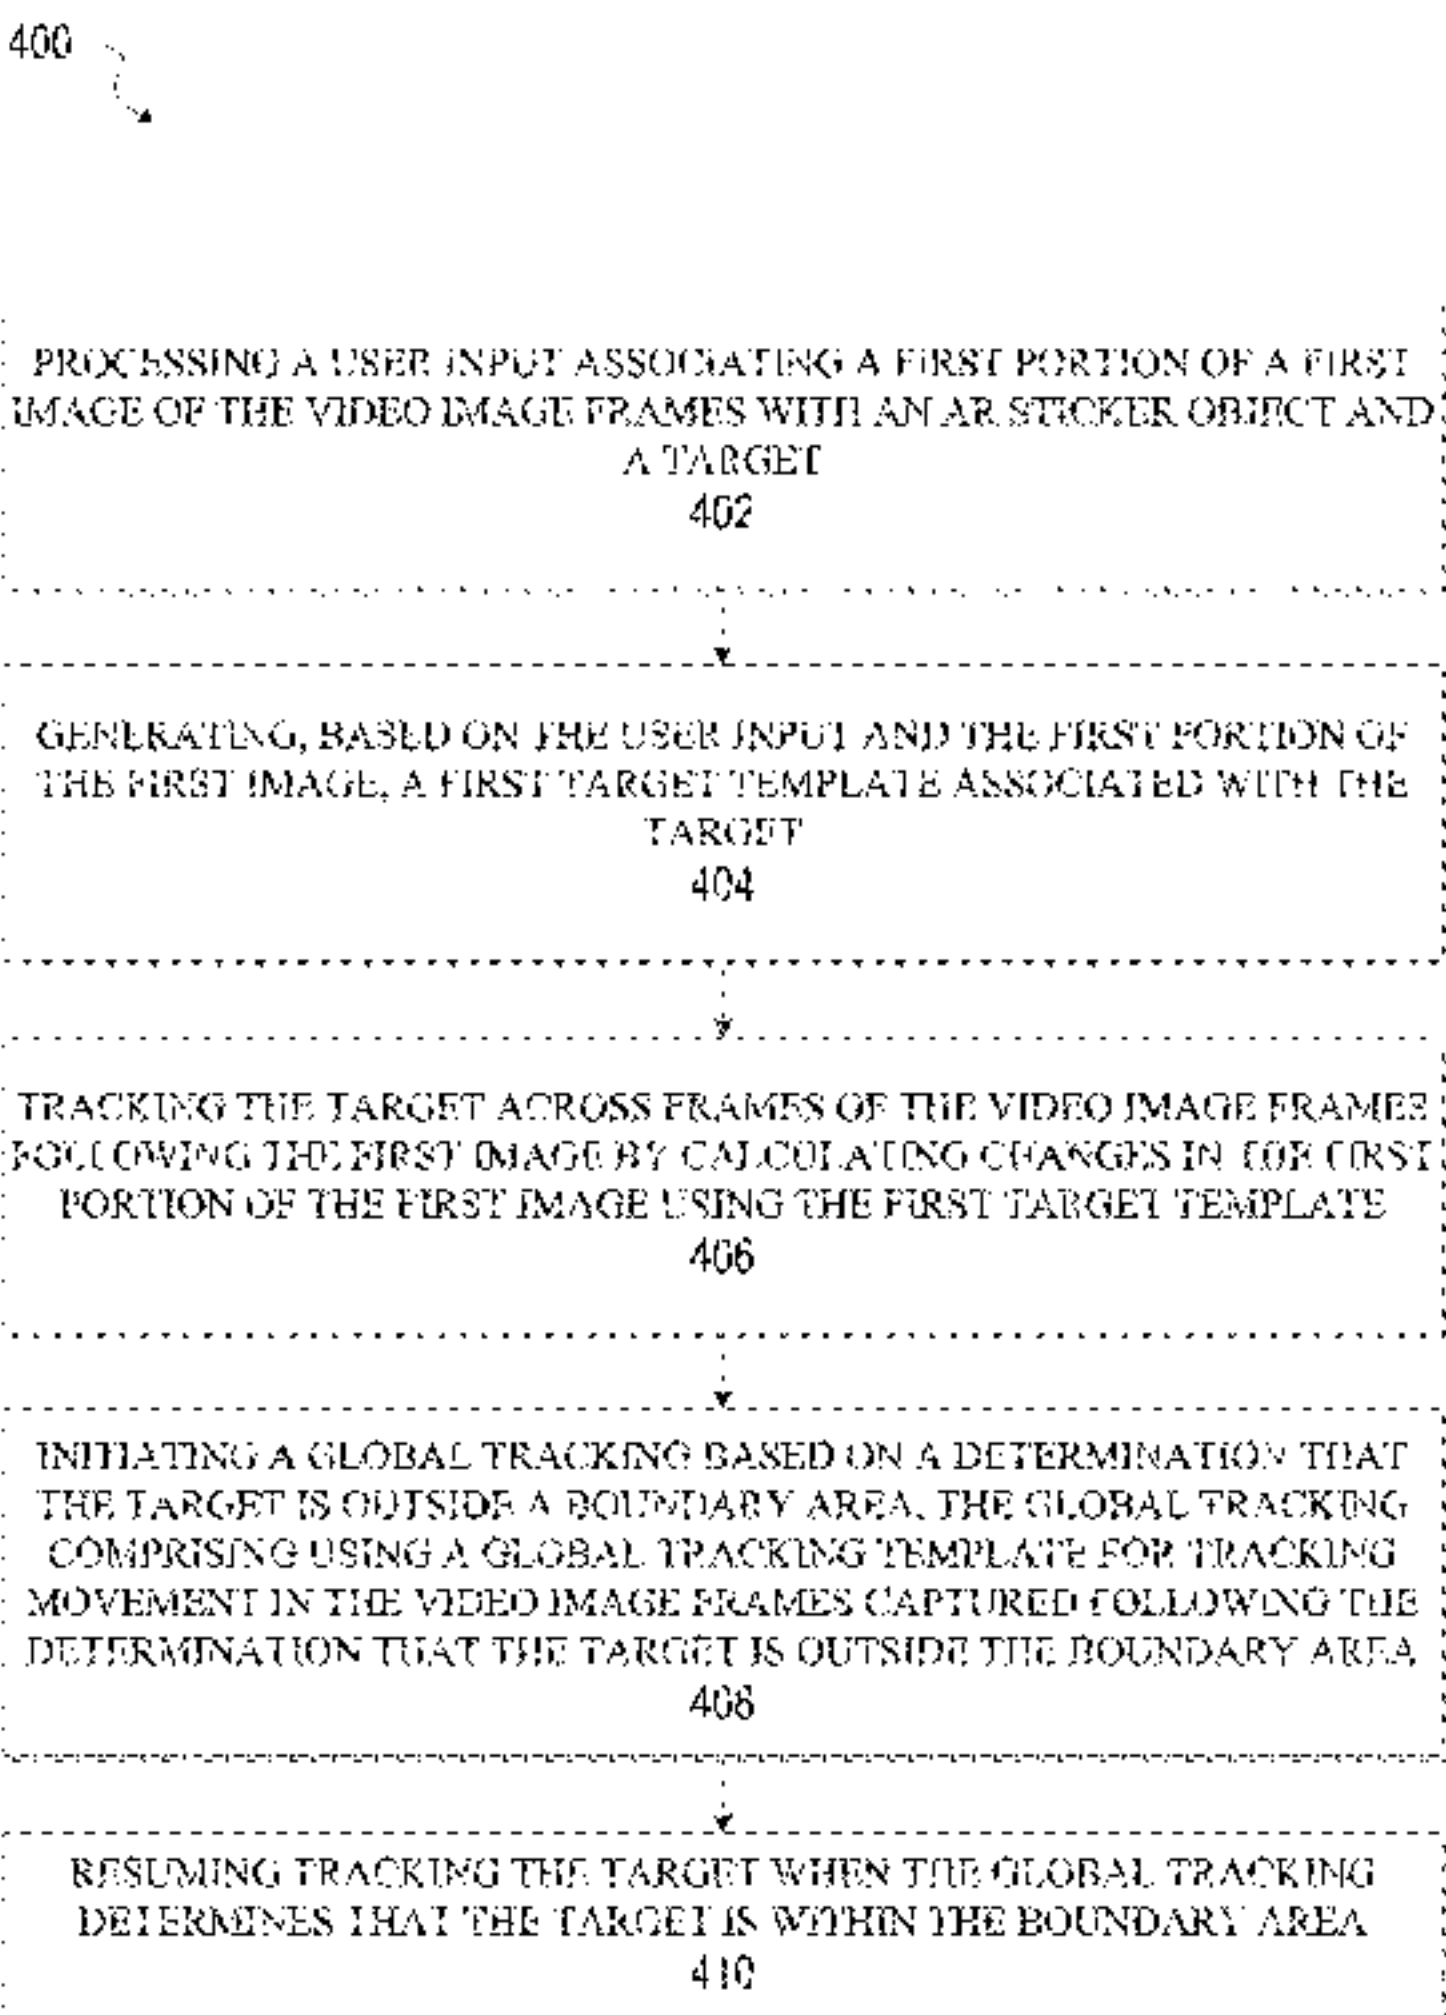 400
PROCESSING A USER INPUT ASSOCIATING A FIRST PORTION OF A FIRST
IMAGE OF THE VIDEO IMAGE FRAMES WITH AN AR STICKER OBJECT AND
A TARGET
402
GENERATING, BASED ON THE USER INPUT AND THE FIRST PORTION OF
THE FIRST IMAGE, A FIRST TARGET TEMPLATE ASSOCIATED WITH THE
TARGET
404
TRACKING THE TARGET ACROSS FRAMES OF THE VIDEO IMAGE FRAMES
FOLLOWING THE FIRST IMAGE BY CALCULATING CHANGES IN THE FIRST
PORTION OF THE FIRST IMAGE USING THE FIRST TARGET TEMPLATE
406
INITIATING A GLOBAL TRACKING BASED ON A DETERMINATION THAT
THE TARGET IS OUTSIDE A BOUNDARY AREA, THE GLOBAL TRACKING
COMPRISING USING A GLOBAL TRACKING TEMPLATE FOR TRACKING
MOVEMENT IN THE VIDEO IMAGE FRAMES CAPTURED FOLLOWING THE
DETERMINATION THAT THE TARGET IS OUTSIDE THE BOUNDARY AREA
408
RESUMING TRACKING THE TARGET WHEN THE GLOBAL TRACKING
DETERMINES THAT THE TARGET IS WITHIN THE BOUNDARY AREA
410